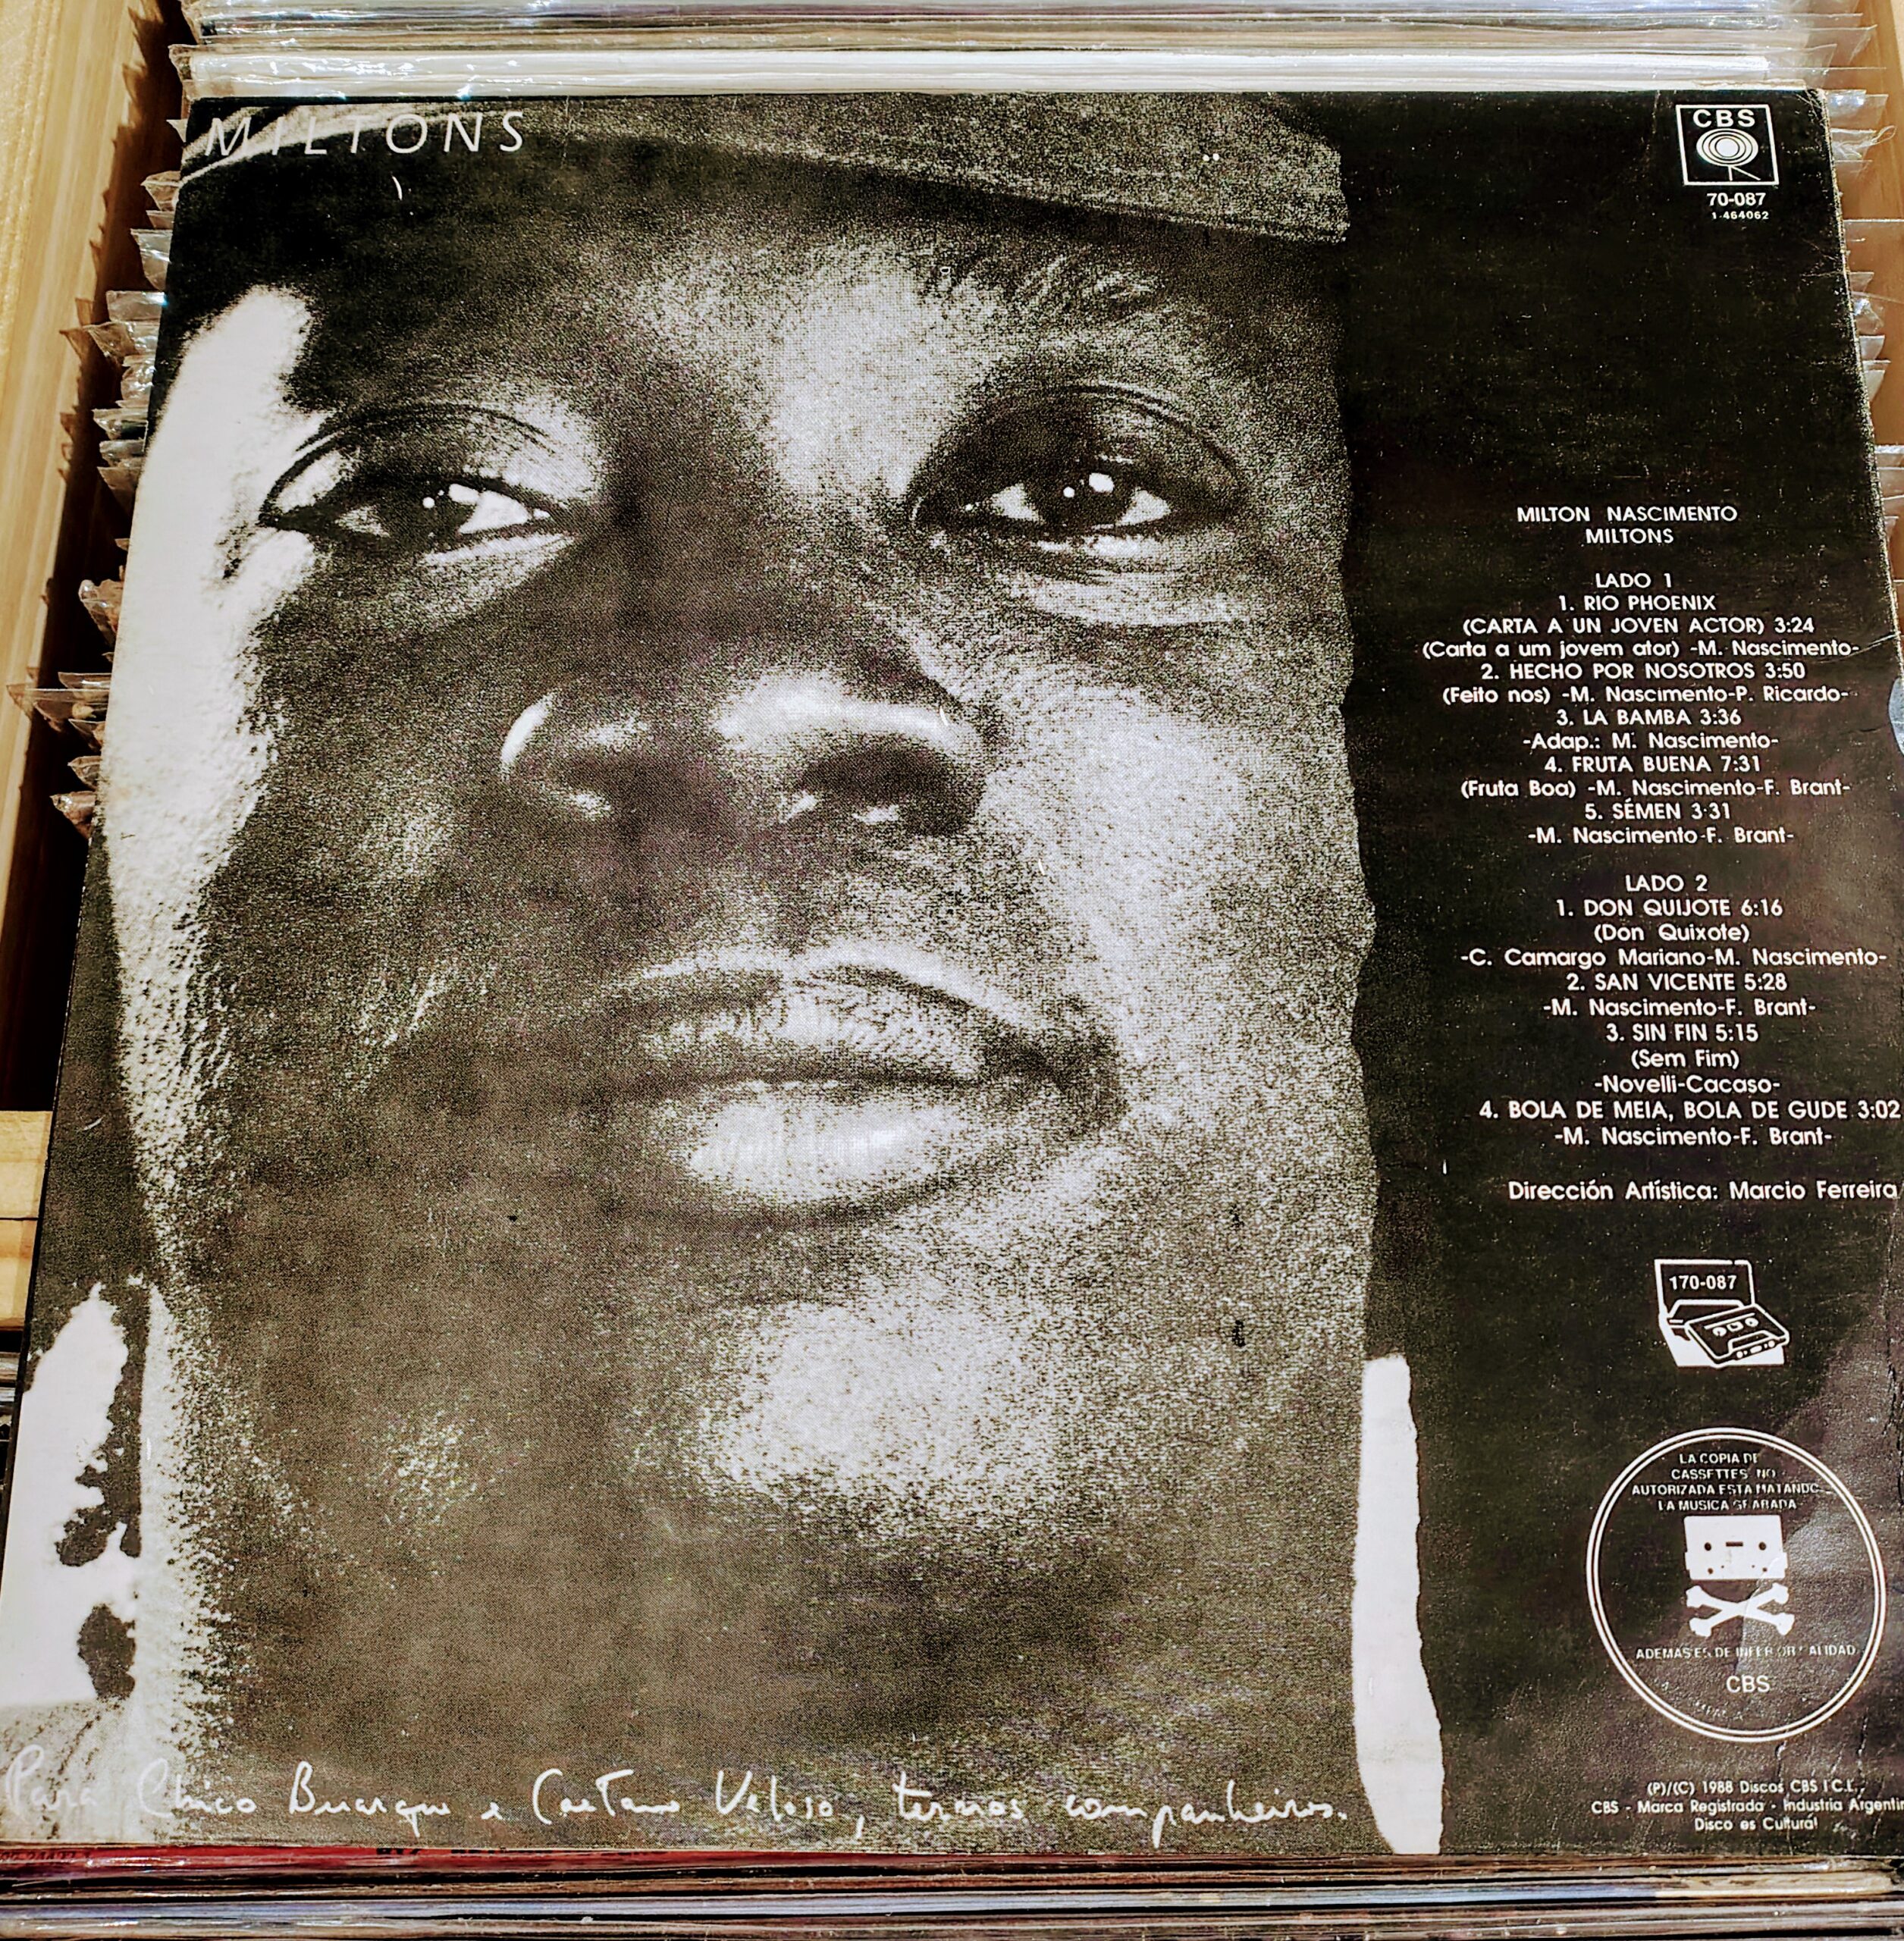 MILTONS
CBS
70-087
1-464062
MILTON NASCIMENTO
MILTONS
LADO 1
1. RIO PHOENIX
(CARTA A UN JOVEN ACTOR) 3:24
(Carta a um jovem ator) -M. Nascimento-
2. HECHO POR NOSOTROS 3:50
(Feito nos) -M. Nascimento-P. Ricardo-
3. LA BAMBA 3:36
-Adap.: M. Nascimento-
4. FRUTA BUENA 7:31
(Fruta Boa) -M. Nascimento-F. Brant-
5. SÉMEN 3:31
-M. Nascimento-F. Brant-
LADO 2
1. DON QUIJOTE 6:16
(Don Quixote)
-C. Camargo Mariano-M. Nascimento-
2. SAN VICENTE 5:28
-M. Nascimento-F. Brant-
3. SIN FIN 5:15
(Sem Fim)
-Novelli-Cacaso-
4. BOLA DE MEIA, BOLA DE GUDE 3:02
-M. Nascimento-F. Brant-
Dirección Artística: Marcio Ferreira
170-087
LA COPIA DE
CASSETTES NO
AUTORIZADA ESTA MATANDO
LA MUSICA GRABADA
ADEMAS ES DE INFERIOR CALIDAD
CBS
Para Chico Buarque e Caetano Veloso, ternos companheiros.
(P)/(C) 1988 Discos CBS I.C.I.,
CBS - Marca Registrada - Industria Argentin
Disco es Cultura!